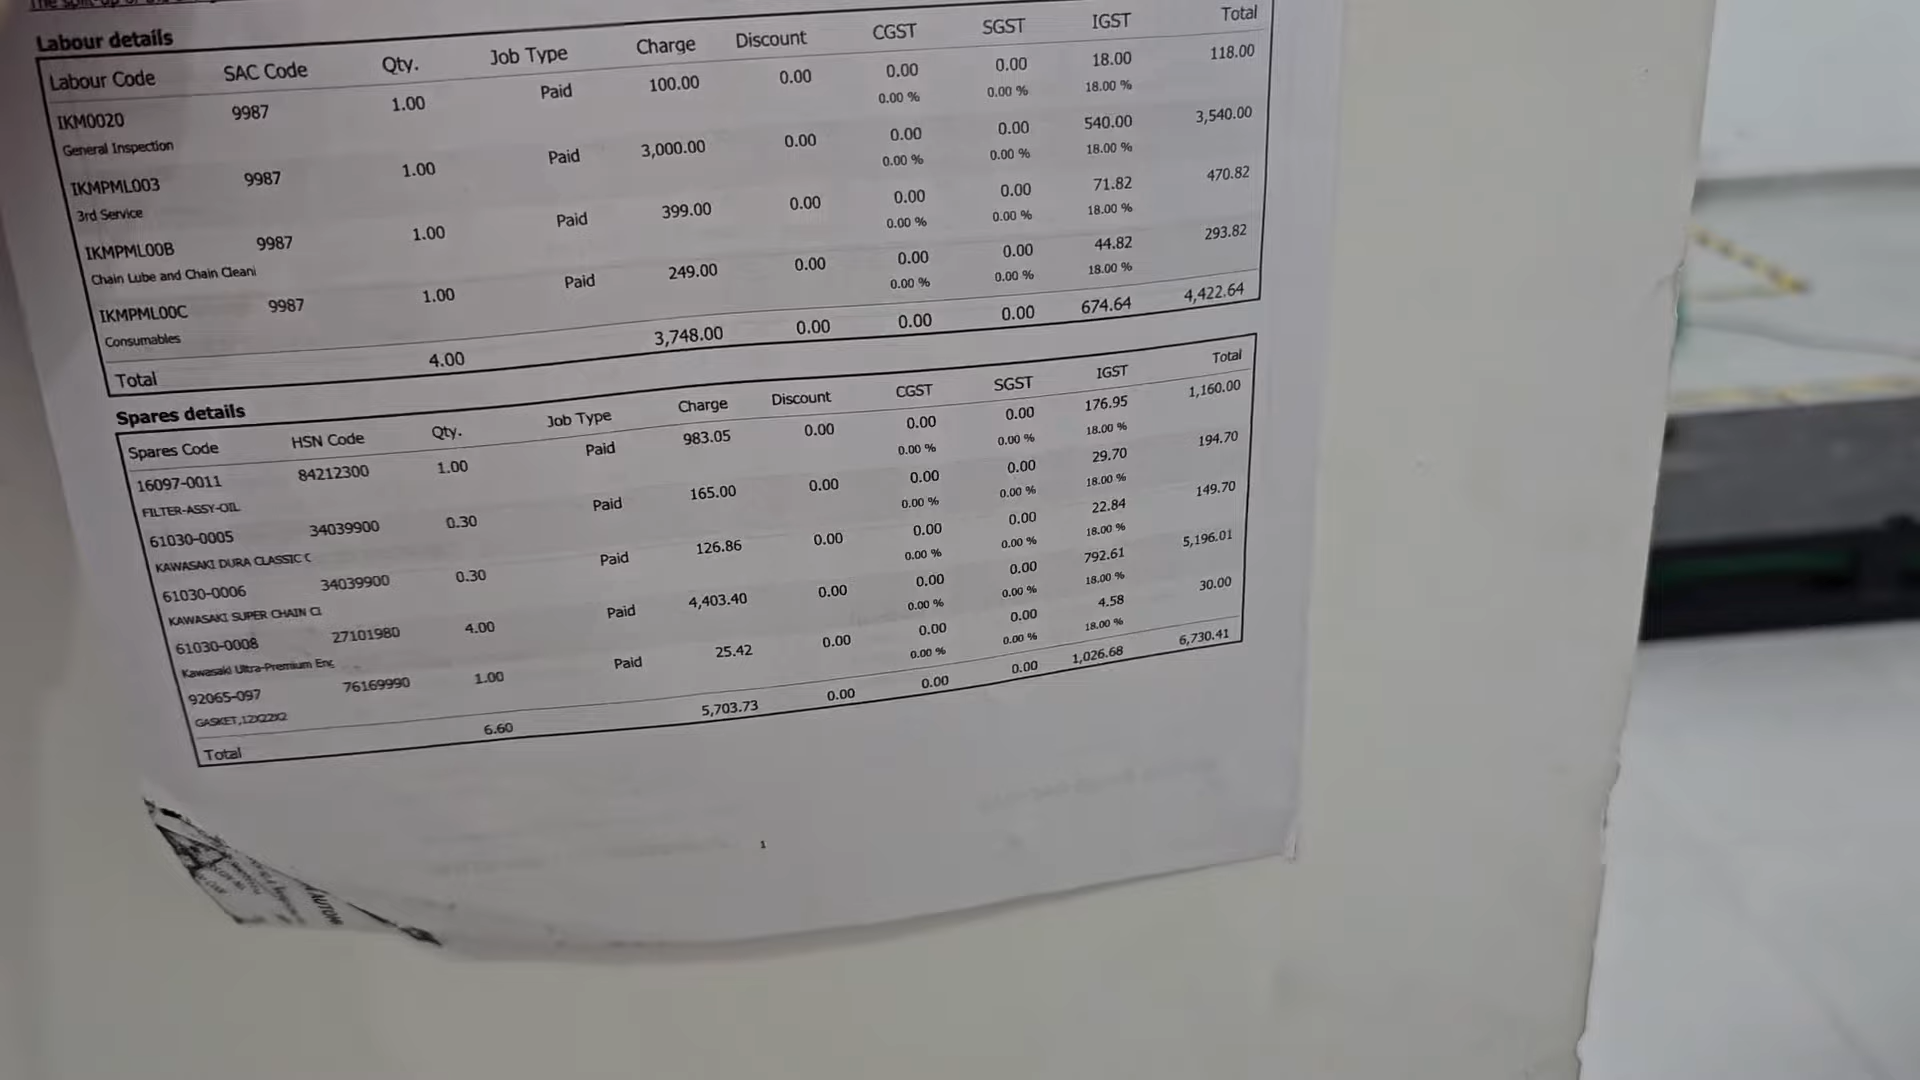 Labour details
Labour Code SAC Code Qty. Job Type Charge Discount CGST SGST IGST Total
IKM0020 9987 1.00 Paid 100.00 0.00 0.00 0.00 18.00 118.00
General Inspection 0.00 % 0.00 % 18.00 %
IKMPML003 9987 1.00 Paid 3,000.00 0.00 0.00 0.00 540.00 3,540.00
3rd Service 0.00 % 0.00 % 18.00 %
IKMPML00B 9987 1.00 Paid 399.00 0.00 0.00 0.00 71.82 470.82
Chain Lube and Chain Cleani 0.00 % 0.00 % 18.00 %
IKMPML00C 9987 1.00 Paid 249.00 0.00 0.00 0.00 44.82 293.82
Consumables 0.00 % 0.00 % 18.00 %
Total 4.00 3,748.00 0.00 0.00 0.00 674.64 4,422.64
Spares details
Spares Code HSN Code Qty. Job Type Charge Discount CGST SGST IGST Total
16097-0011 84212300 1.00 Paid 983.05 0.00 0.00 0.00 176.95 1,160.00
FILTER-ASSY-OIL 0.00 % 0.00 % 18.00 %
61030-0005 34039900 0.30 Paid 165.00 0.00 0.00 0.00 29.70 194.70
KAWASAKI DURA CLASSIC C 0.00 % 0.00 % 18.00 %
61030-0006 34039900 0.30 Paid 126.86 0.00 0.00 0.00 22.84 149.70
KAWASAKI SUPER CHAIN CL 0.00 % 0.00 % 18.00 %
61030-0008 27101980 4.00 Paid 4,403.40 0.00 0.00 0.00 792.61 5,196.01
Kawasaki Ultra-Premium Eng 0.00 % 0.00 % 18.00 %
92065-097 76169990 1.00 Paid 25.42 0.00 0.00 0.00 4.58 30.00
GASKET,12X22X2 0.00 % 0.00 % 18.00 %
Total 6.60 5,703.73 0.00 0.00 0.00 1,026.68 6,730.41
1